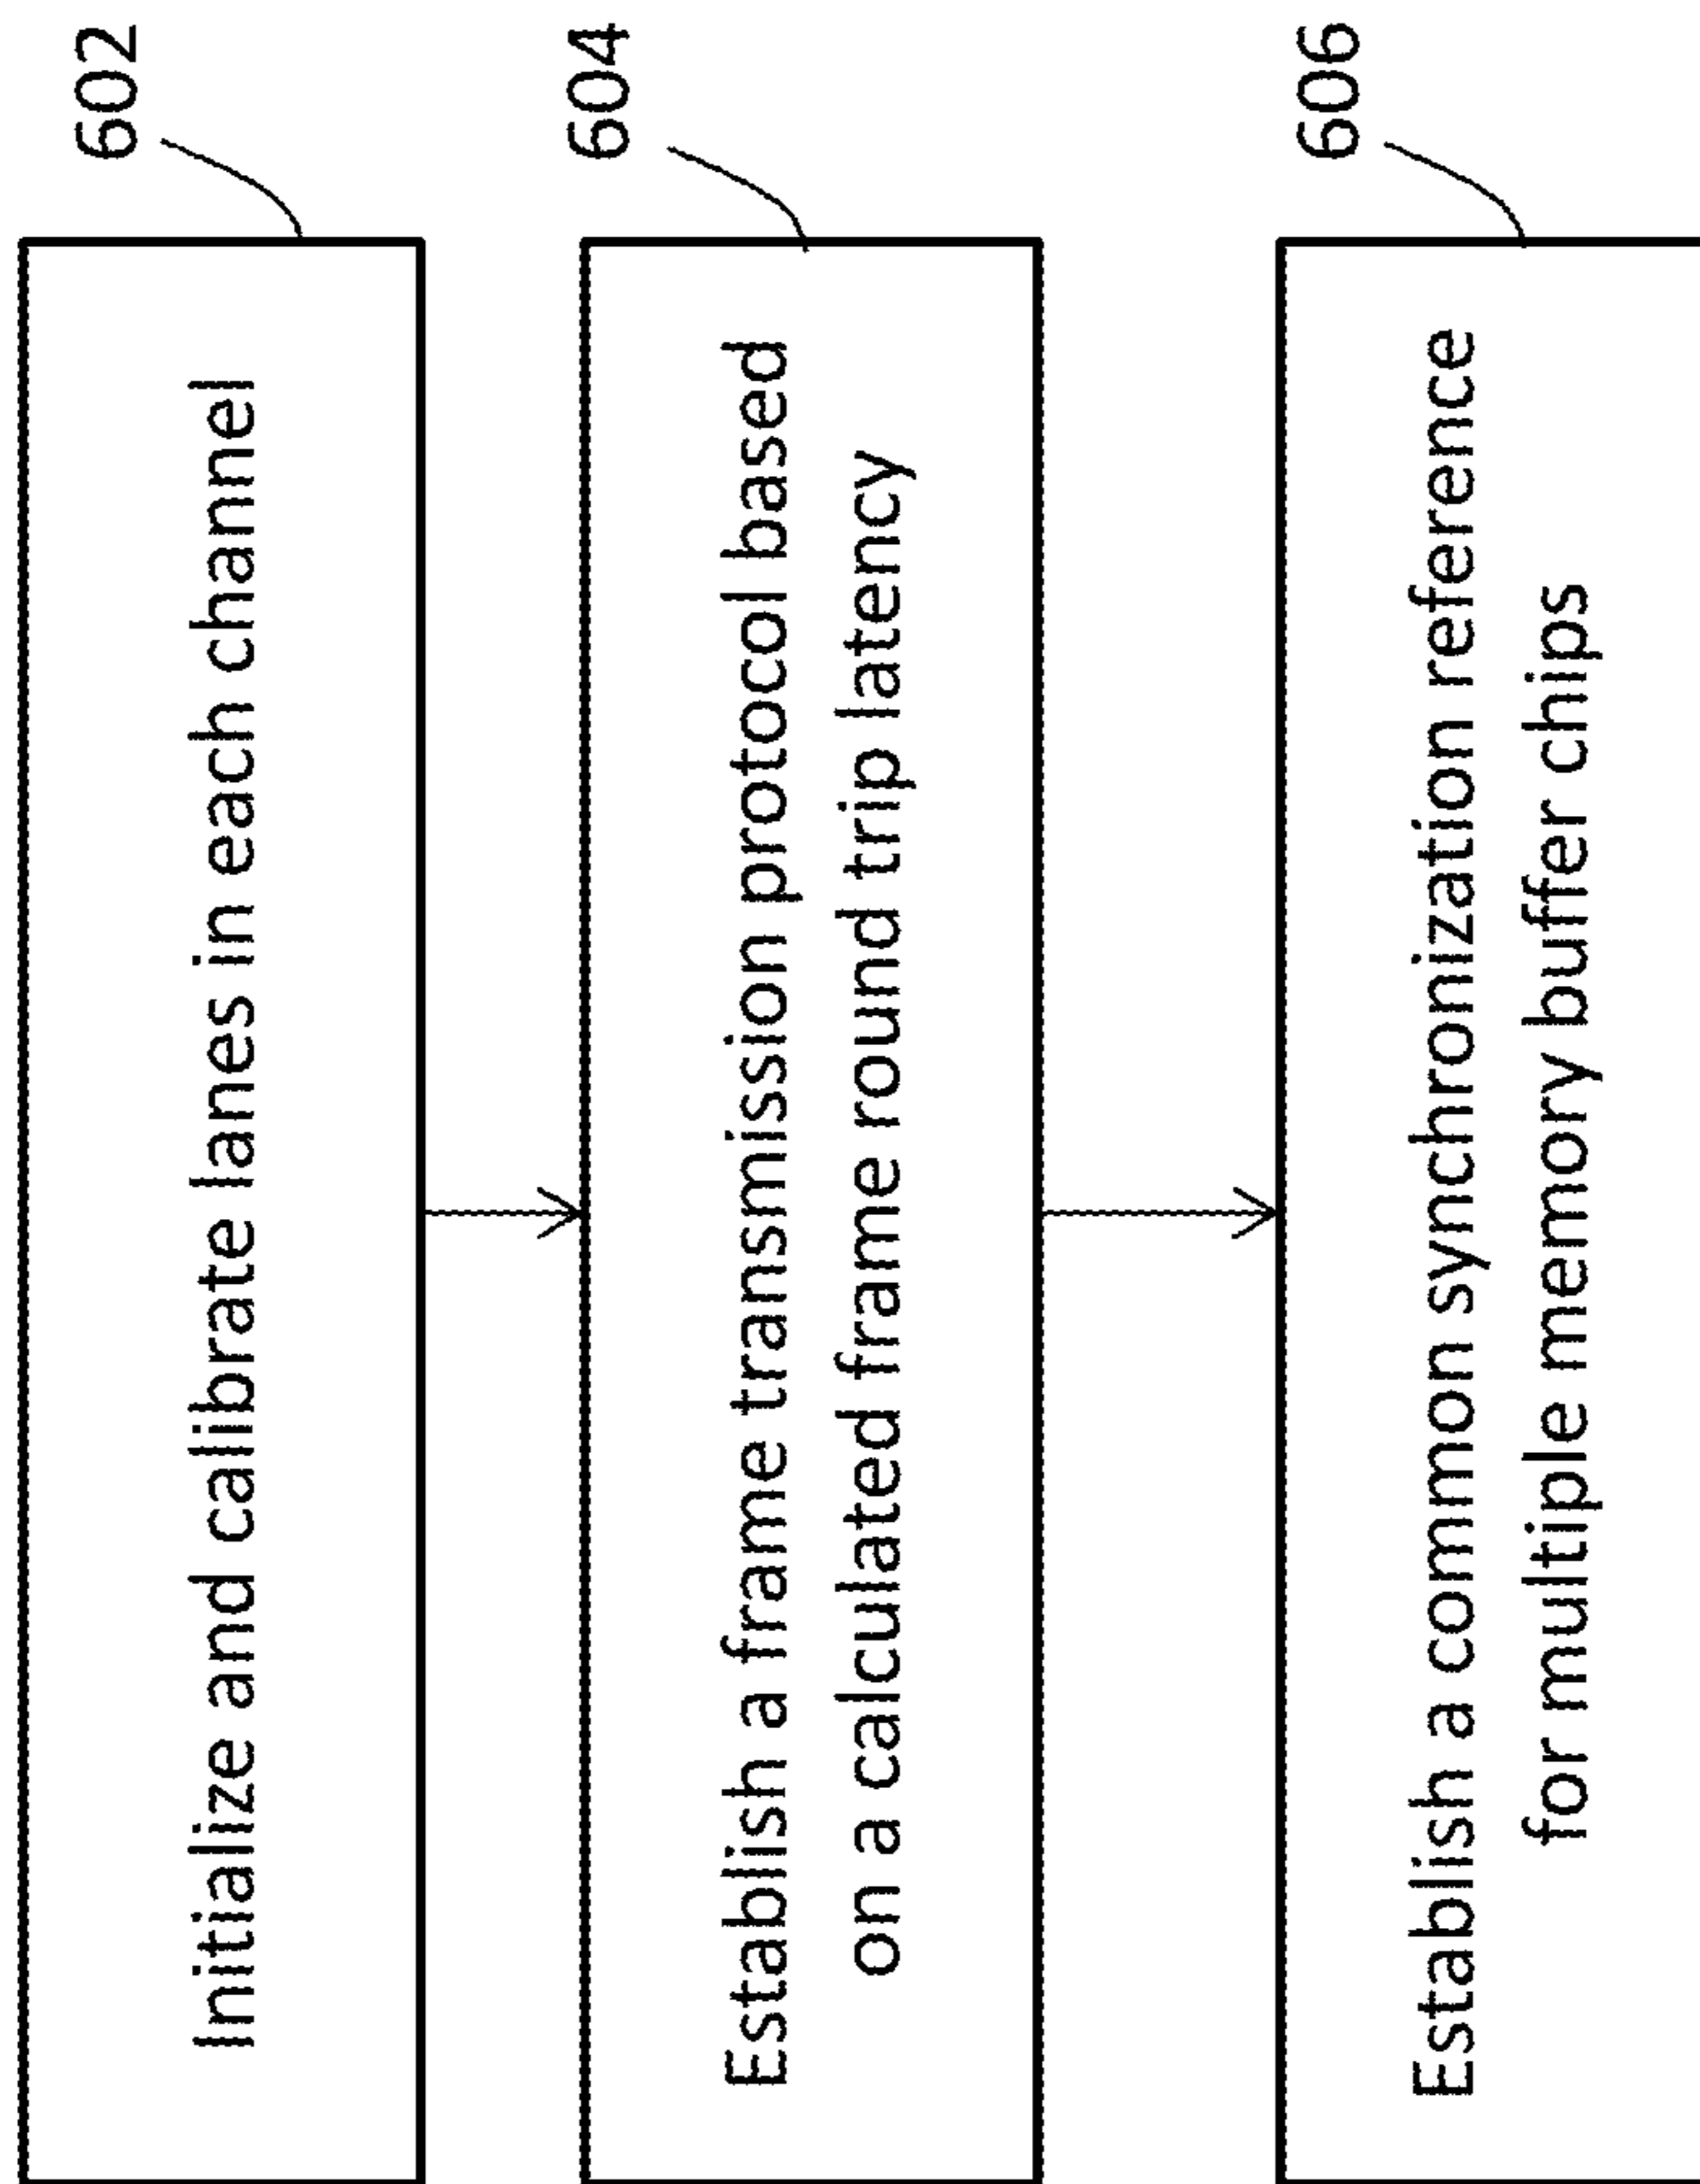 602
Initialize and calibrate lanes in each channel
604
Establish a frame transmission protocol based
on a calculated frame round trip latency
606
Establish a common synchronization reference
for multiple memory buffer chips